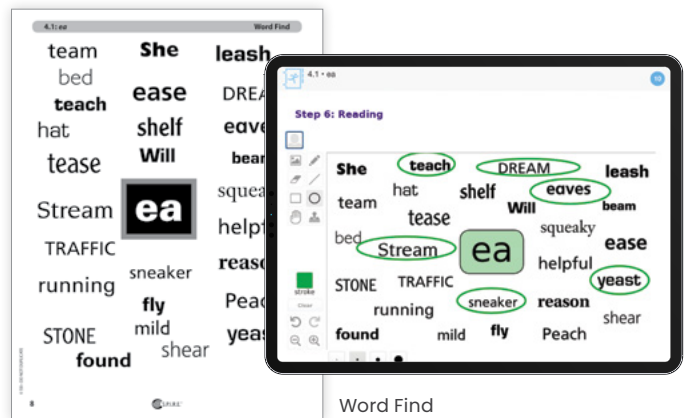 4.1: ea Word Find
team She leash
bed
teach ease DREA
hat shelf eave
tease Will bear
Stream ea squea
helpf
TRAFFIC reaso
running sneaker
fly Peac
STONE mild yeas
found shear
8
4.1 • ea 10
Step 6: Reading
She teach DREAM leash
team hat shelf eaves
tease Will beam
bed squeaky
Stream ea ease
helpful
STONE TRAFFIC yeast
sneaker reason
running shear
found mild fly Peach
stroke
Clear
Word Find